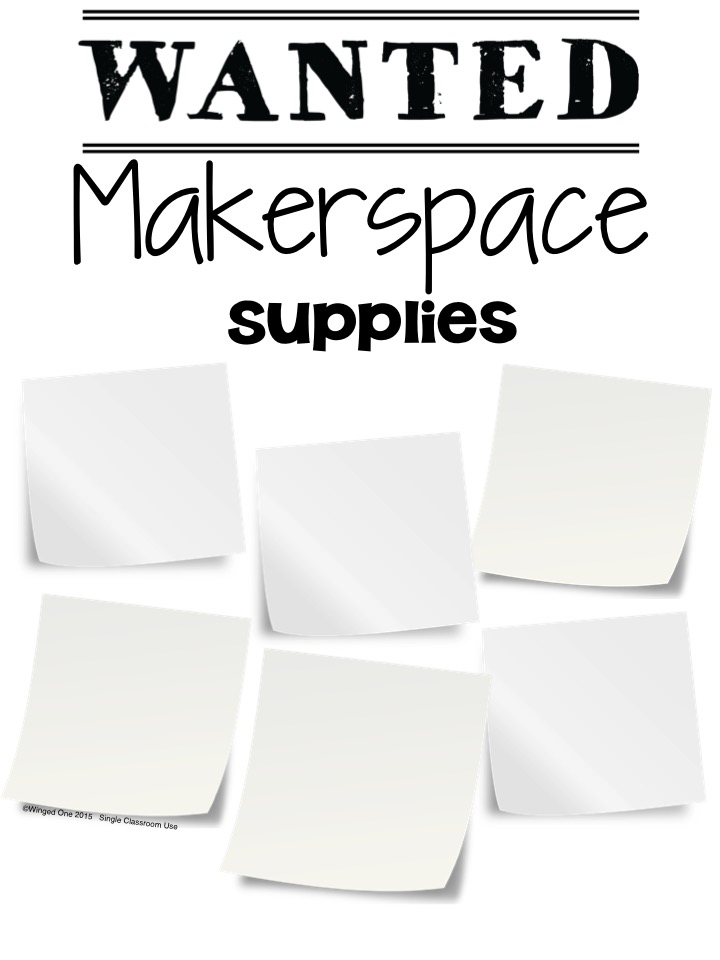 WANTED
Makerspace
supplies
©Winged One 2015 Single Classroom Use